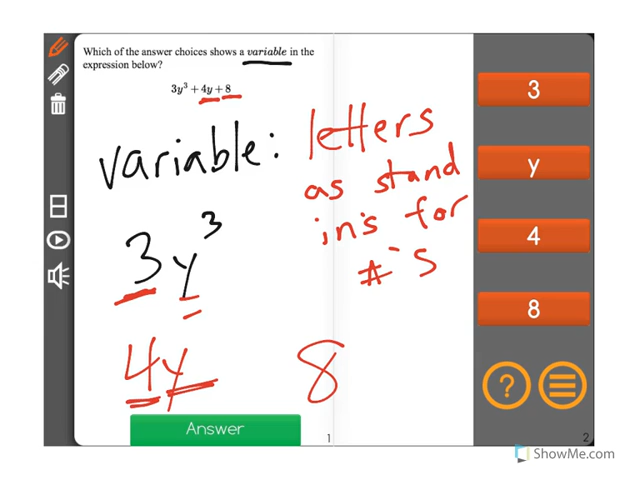 Which of the answer choices shows a variable in the
expression below?
3y³ + 4y + 8
variable:
letters
as stand
in's for
#'s
3y³
4y
8
Answer
1
3
y
4
8
?
2
ShowMe.com